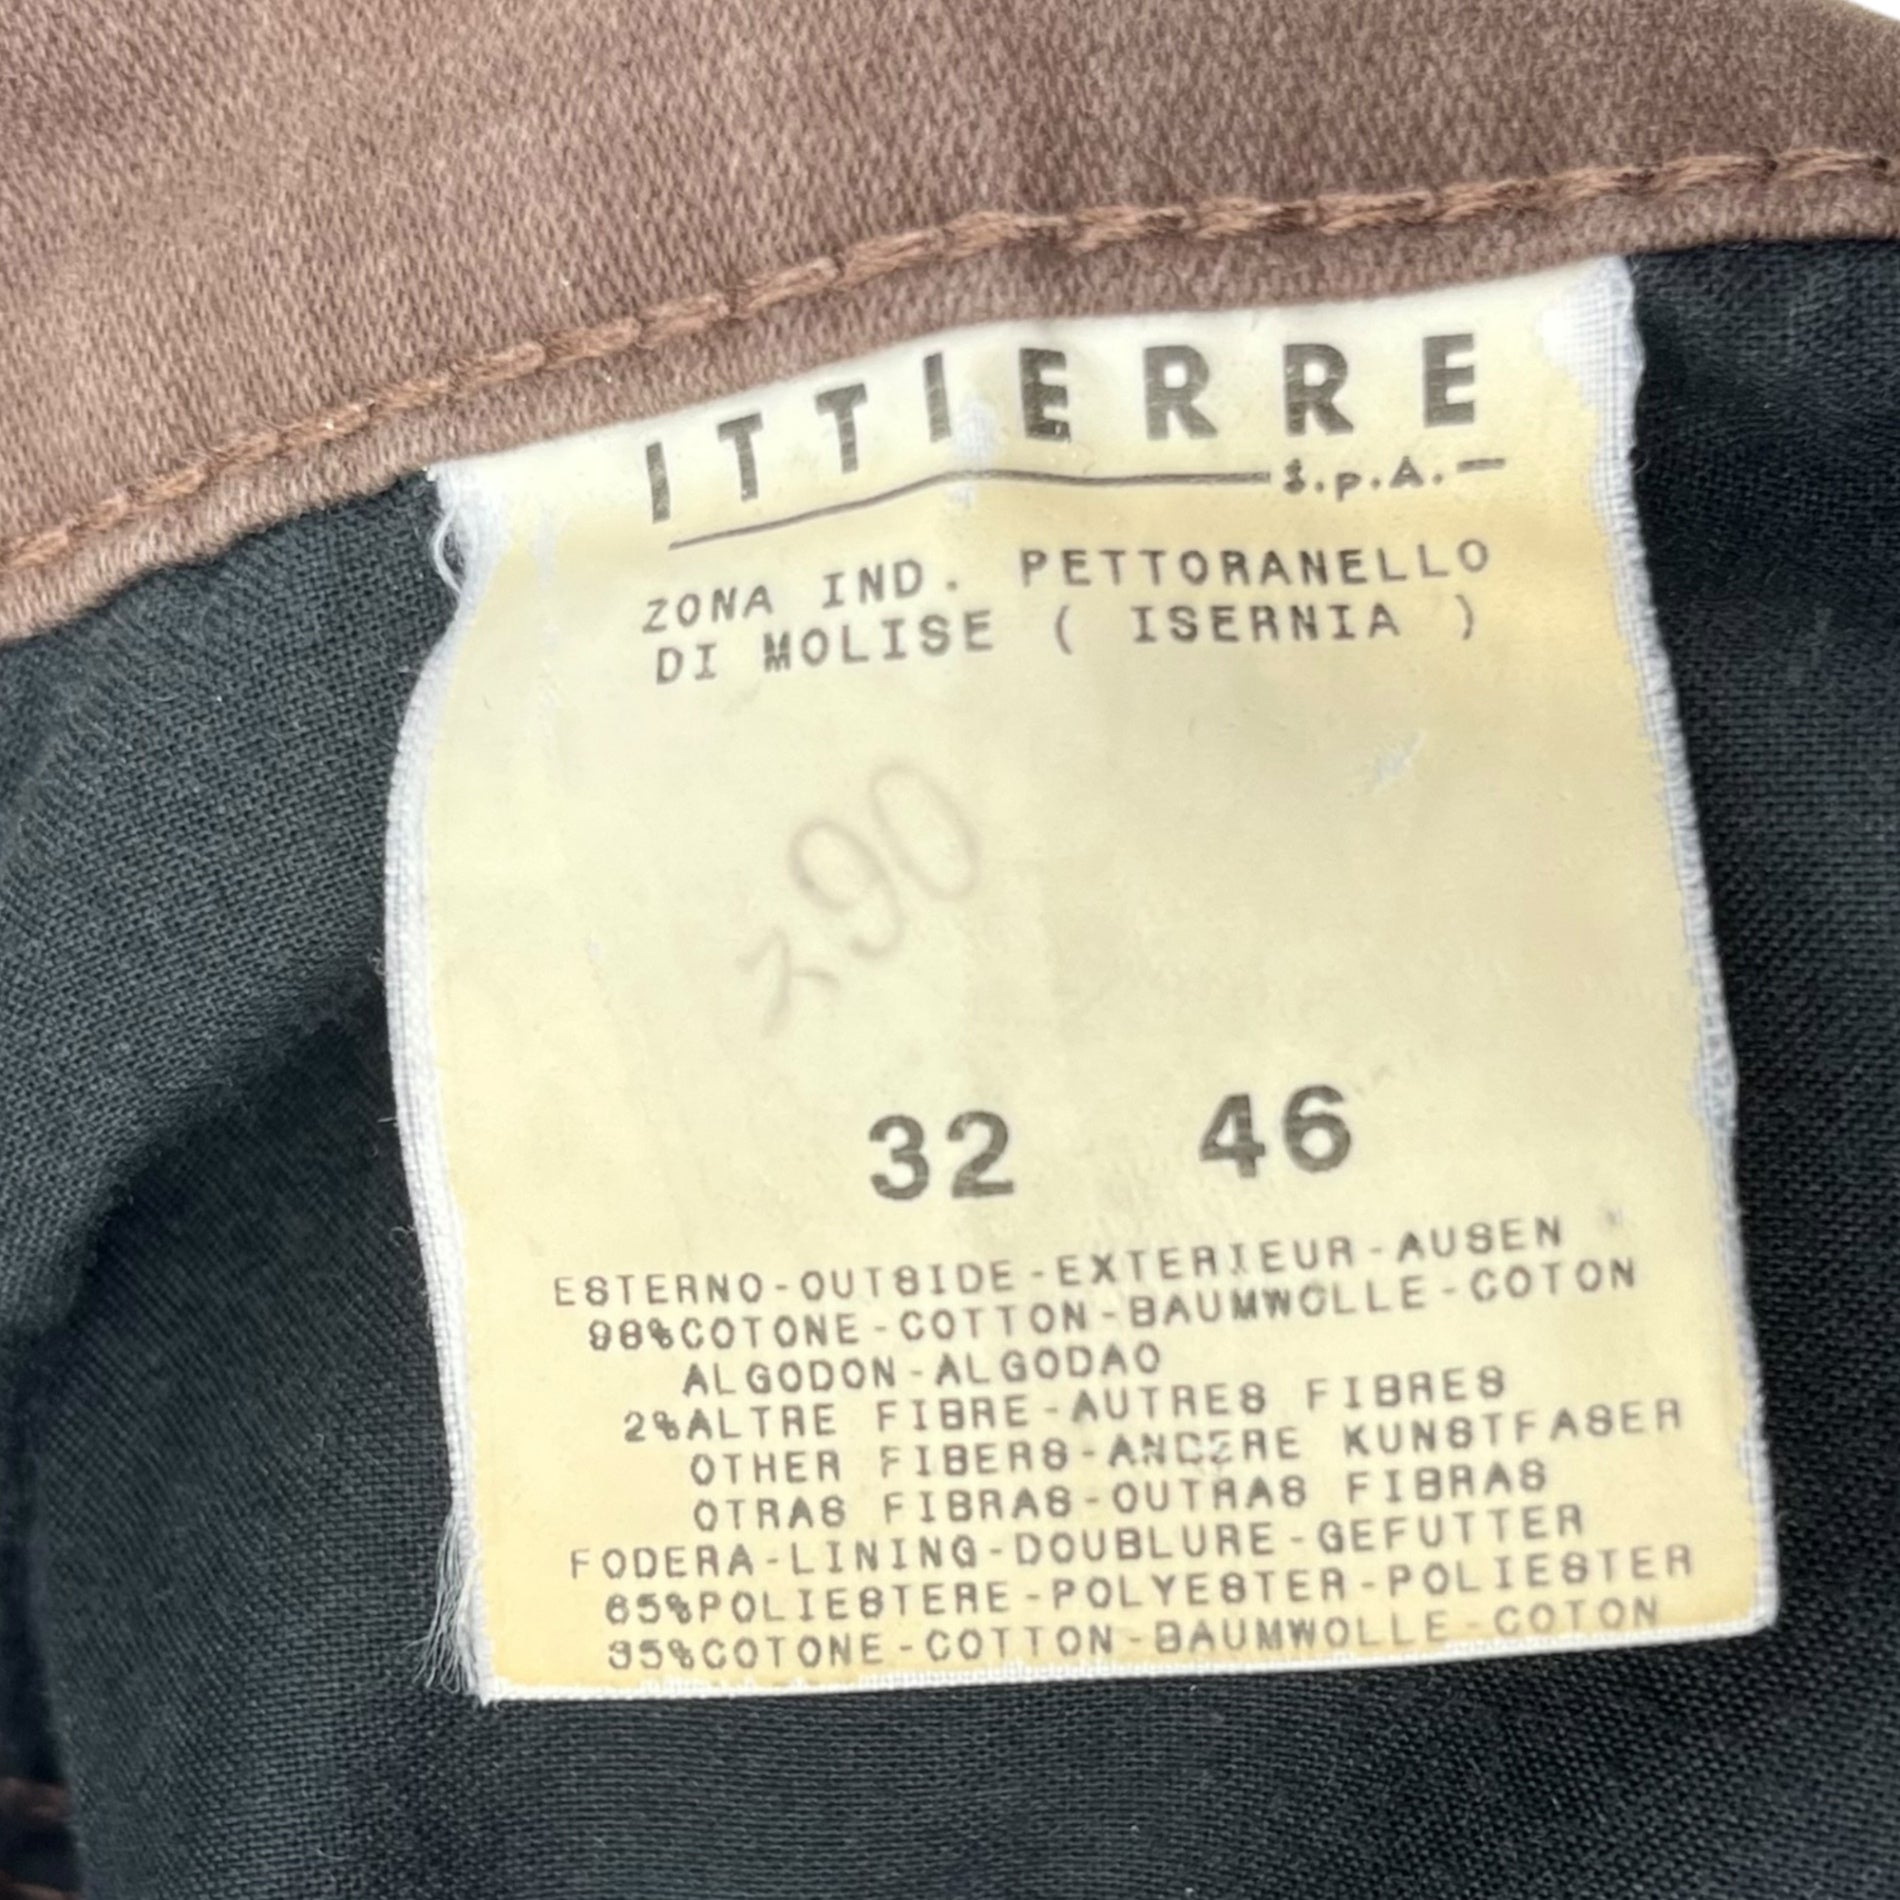 ITTIERRE
S.p.A.
ZONA IND. PETTORANELLO
DI MOLISE ( ISERNIA )
90
32 46
ESTERNO-OUTSIDE-EXTERIEUR-AUSEN
98%COTONE-COTTON-BAUMWOLLE-COTON
ALGODON-ALGODAO
2%ALTRE FIBRE-AUTRES FIBRES
OTHER FIBERS-ANDERE KUNSTFASER
OTRAS FIBRAS-OUTRAS FIBRAS
FODERA-LINING-DOUBLURE-GEFUTTER
65%POLIESTERE-POLYESTER-POLIESTER
35%COTONE-COTTON-BAUMWOLLE-COTON